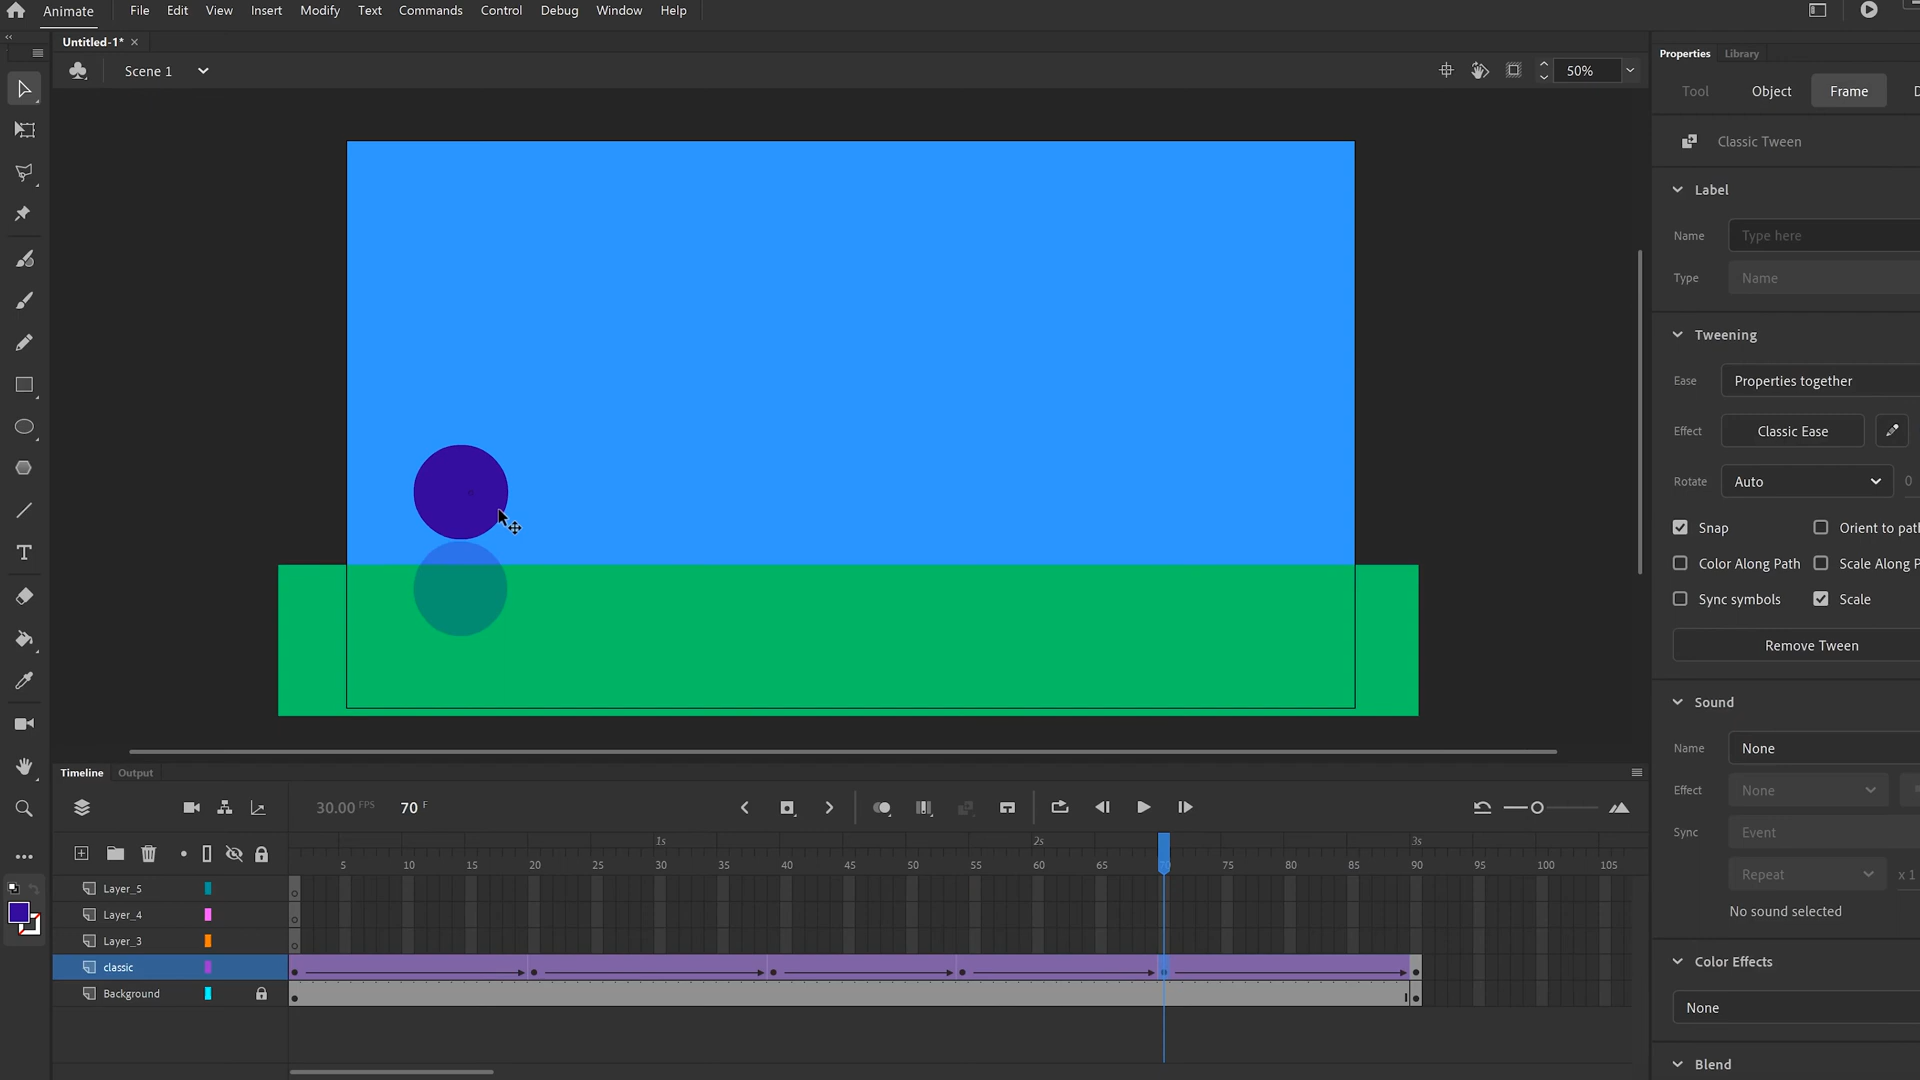 Animate File Edit View Insert Modify Text Commands Control Debug Window Help
Untitled-1* ×
Scene 1
50%
Properties Library
Tool Object Frame D
Classic Tween
Label
Name Type here
Type Name
Tweening
Ease Properties together
Effect Classic Ease
Rotate Auto 0
Snap Orient to pat
Color Along Path Scale Along P
Sync symbols Scale
Remove Tween
Sound
Name None
Effect None
Sync Event
Repeat x 1
No sound selected
Color Effects
None
Blend
Timeline Output
30.00 FPS 70 F
1s 2s 3s
5 10 15 20 25 30 35 40 45 50 55 60 65 70 75 80 85 90 95 100 105
Layer_5
Layer_4
Layer_3
classic
Background